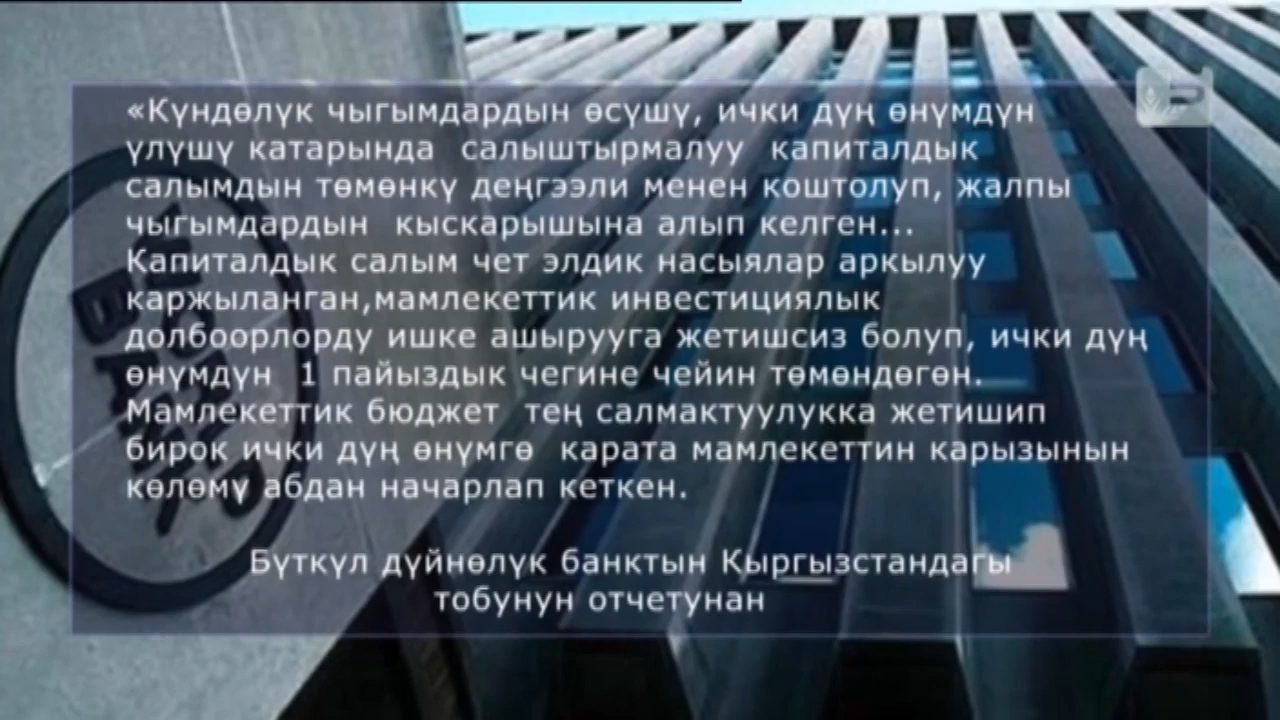 «Күндөлүк чыгымдардын өсүшү, ички дүң өнүмдүн
үлүшү катарында салыштырмалуу капиталдык
салымдын төмөнкү деңгээли менен коштолуп, жалпы
чыгымдардын кыскарышына алып келген...
Капиталдык салым чет элдик насыялар аркылуу
каржыланган,мамлекеттик инвестициялык
долбоорлорду ишке ашырууга жетишсиз болуп, ички дүң
өнүмдүн 1 пайыздык чегине чейин төмөндөгөн.
Мамлекеттик бюджет тең салмактуулукка жетишип
бирок ички дүң өнүмгө карата мамлекеттин карызынын
көлөмү абдан начарлап кеткен.
Бүткүл дүйнөлүк банктын Кыргызстандагы
тобунун отчетунан
WORLD
BANK